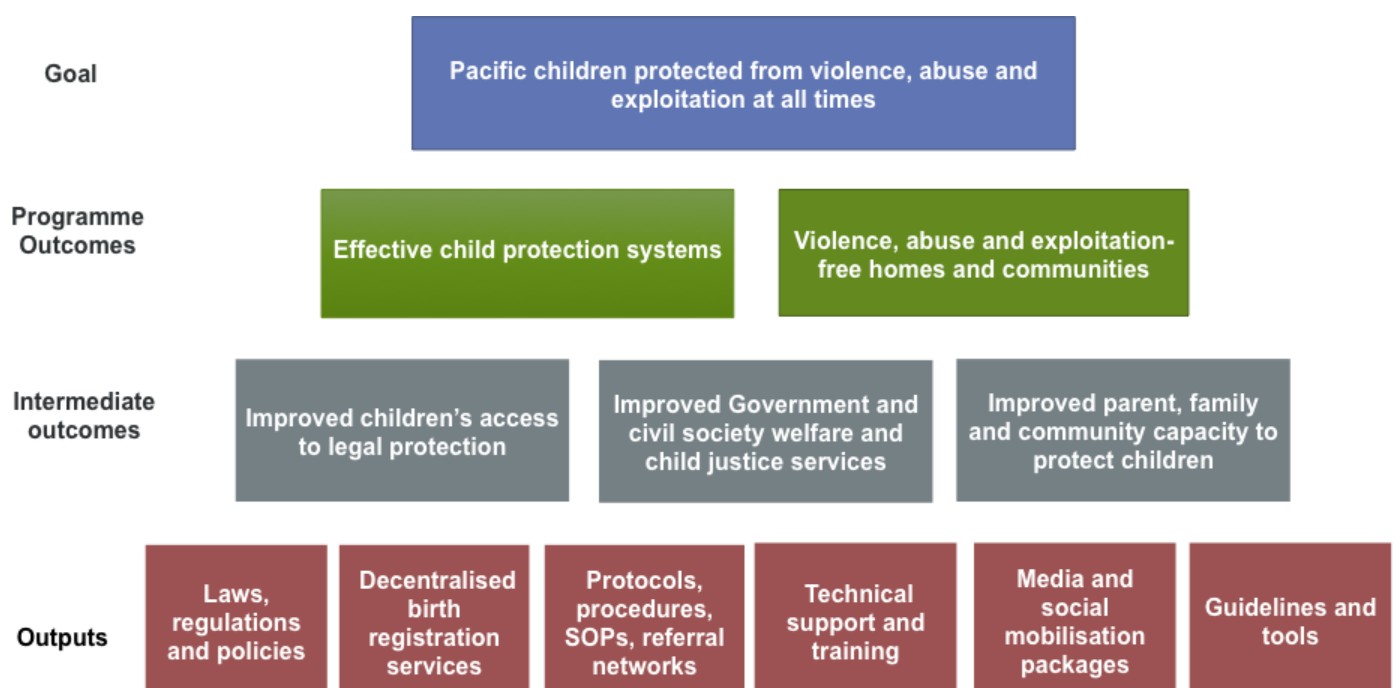 Goal
Pacific children protected from violence, abuse and
exploitation at all times
Programme
Outcomes
Effective child protection systems
Violence, abuse and exploitation-
free homes and communities
Intermediate
outcomes
Improved children’s access
to legal protection
Improved Government and
civil society welfare and
child justice services
Improved parent, family
and community capacity to
protect children
Outputs
Laws,
regulations
and policies
Decentralised
birth
registration
services
Protocols,
procedures,
SOPs, referral
networks
Technical
support and
training
Media and
social
mobilisation
packages
Guidelines and
tools